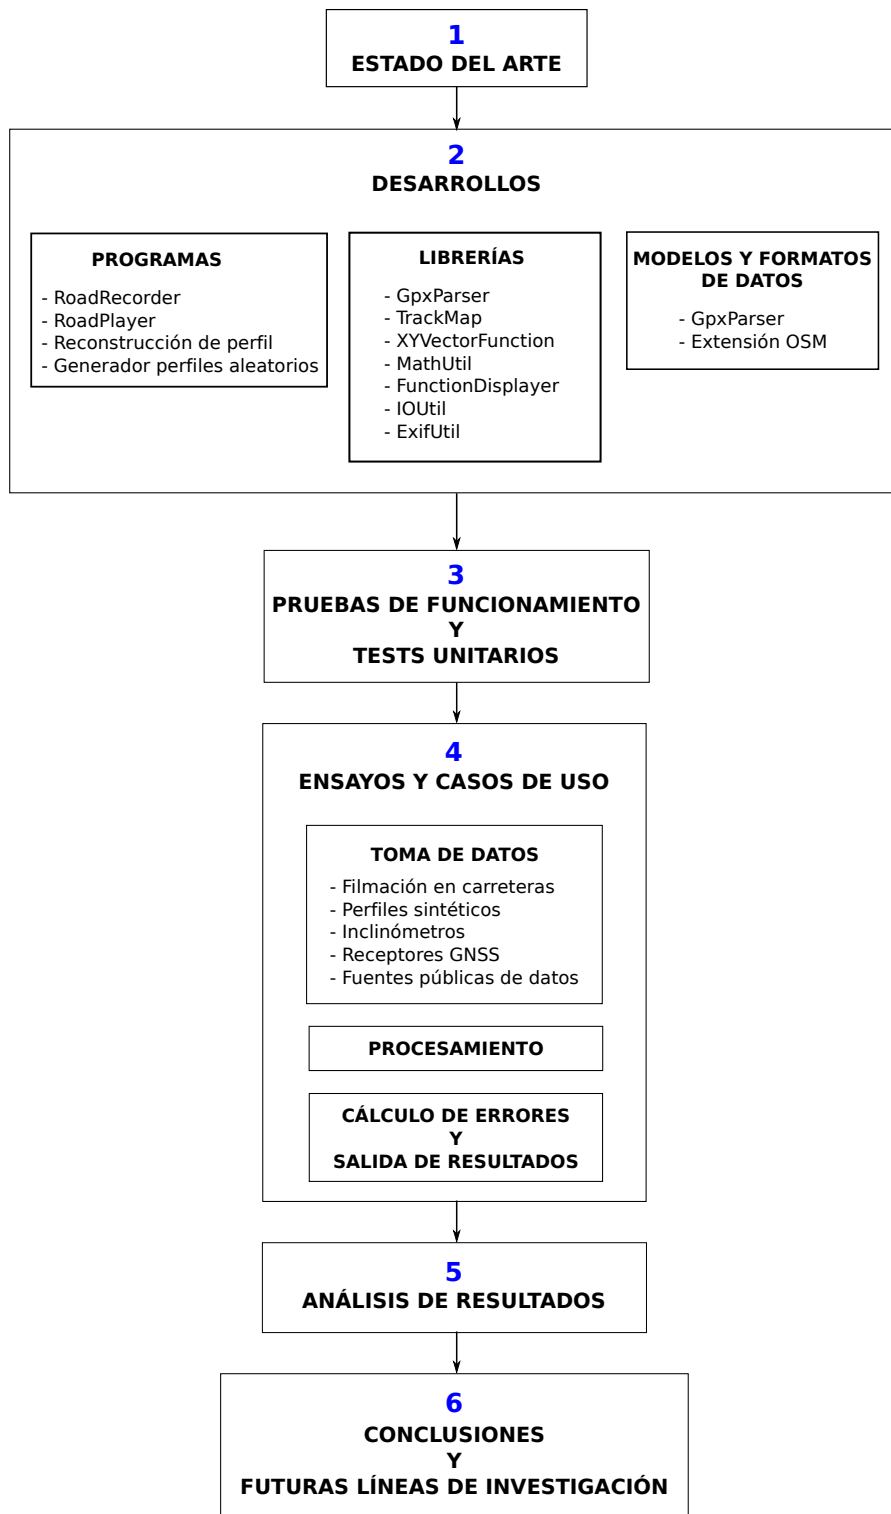 1
ESTADO DEL ARTE
2
DESARROLLOS
PROGRAMAS
- RoadRecorder
- RoadPlayer
- Reconstrucción de perfil
- Generador perfiles aleatorios
LIBRERÍAS
- GpxParser
- TrackMap
- XYVectorFunction
- MathUtil
- FunctionDisplayer
- IOUtil
- ExifUtil
MODELOS Y FORMATOS
DE DATOS
- GpxParser
- Extensión OSM
3
PRUEBAS DE FUNCIONAMIENTO
Y
TESTS UNITARIOS
4
ENSAYOS Y CASOS DE USO
TOMA DE DATOS
- Filmación en carreteras
- Perfiles sintéticos
- Inclinómetros
- Receptores GNSS
- Fuentes públicas de datos
PROCESAMIENTO
CÁLCULO DE ERRORES
Y
SALIDA DE RESULTADOS
5
ANÁLISIS DE RESULTADOS
6
CONCLUSIONES
Y
FUTURAS LÍNEAS DE INVESTIGACIÓN